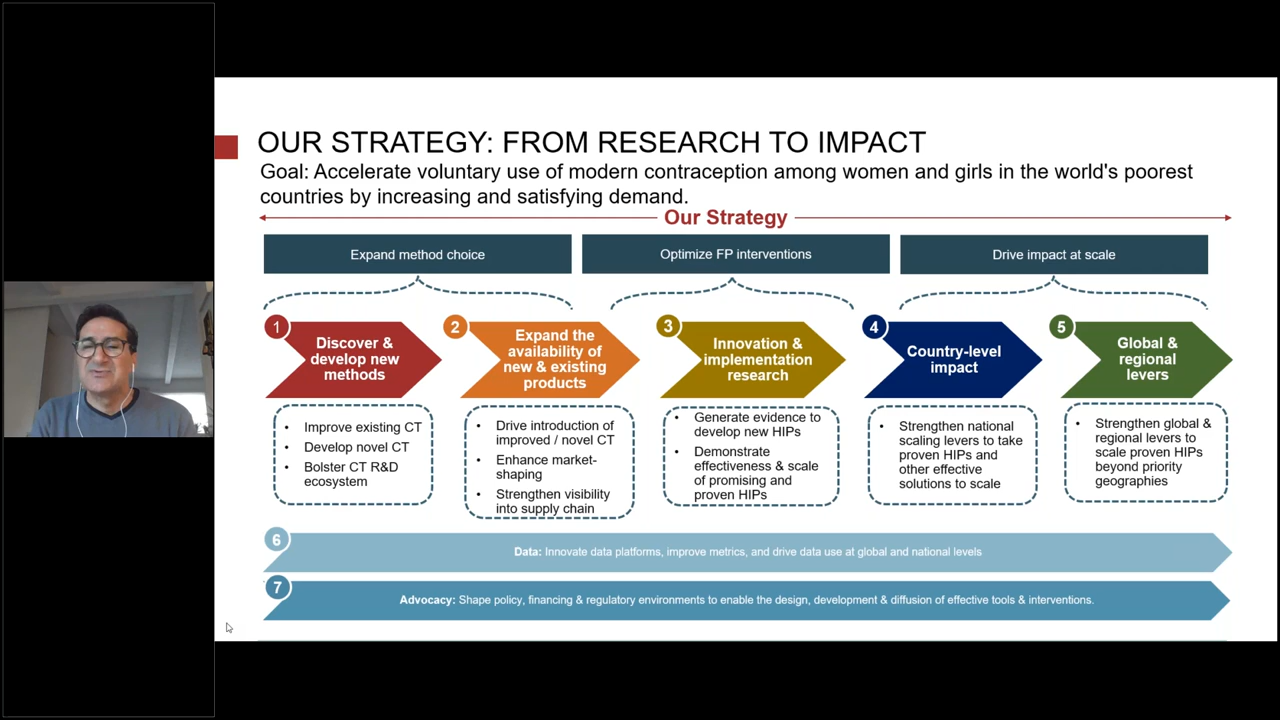 OUR STRATEGY: FROM RESEARCH TO IMPACT
Goal: Accelerate voluntary use of modern contraception among women and girls in the world's poorest
countries by increasing and satisfying demand.
Our Strategy
Expand method choice
Optimize FP interventions
Drive impact at scale
1
Discover &
develop new
methods
2
Expand the
availability of
new & existing
products
3
Innovation &
implementation
research
4
Country-level
impact
5
Global &
regional
levers
• Improve existing CT
• Develop novel CT
• Bolster CT R&D
ecosystem
• Drive introduction of
improved / novel CT
• Enhance market-
shaping
• Strengthen visibility
into supply chain
• Generate evidence to
develop new HIPs
• Demonstrate
effectiveness & scale
of promising and
proven HIPs
• Strengthen national
scaling levers to take
proven HIPs and
other effective
solutions to scale
• Strengthen global &
regional levers to
scale proven HIPs
beyond priority
geographies
6
Data: Innovate data platforms, improve metrics, and drive data use at global and national levels
7
Advocacy: Shape policy, financing & regulatory environments to enable the design, development & diffusion of effective tools & interventions.